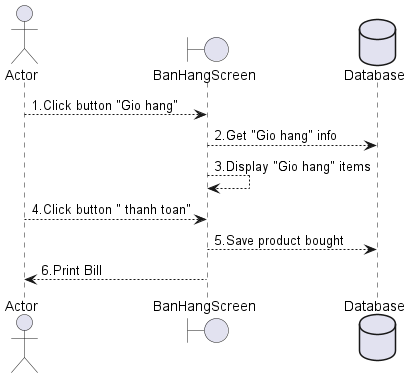 Actor
BanHangScreen
Database
1.Click button "Gio hang"
2.Get "Gio hang" info
3.Display "Gio hang" items
4.Click button " thanh toan"
5.Save product bought
6.Print Bill
Actor
BanHangScreen
Database